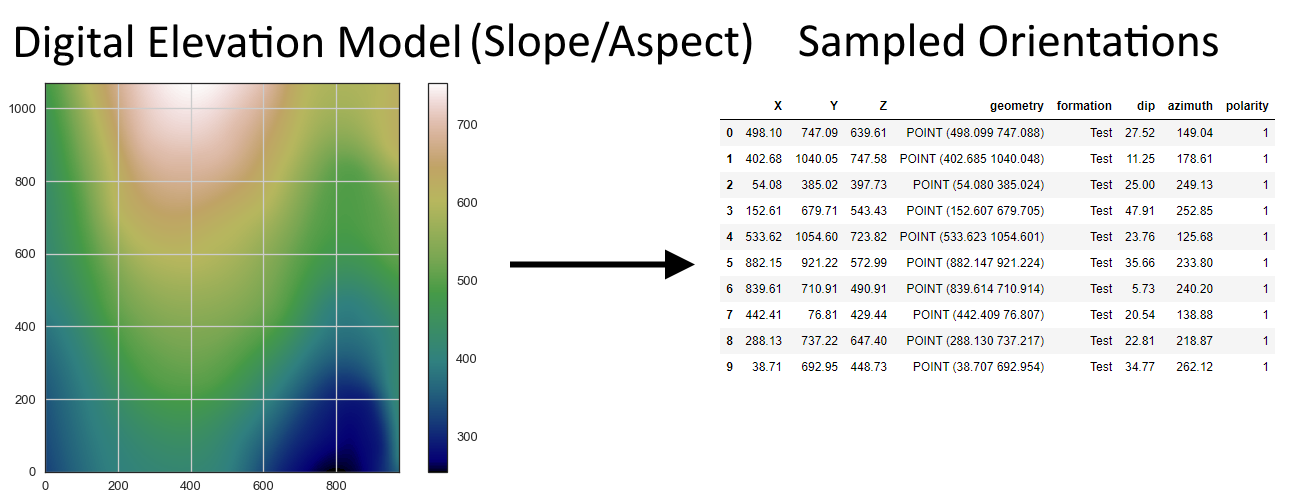 Digital Elevation Model (Slope/Aspect)
Sampled Orientations
1000
800
600
400
200
0
0 200 400 600 800
700
600
500
400
300
X Y Z geometry formation dip azimuth polarity
0 498.10 747.09 639.61 POINT (498.099 747.088) Test 27.52 149.04 1
1 402.68 1040.05 747.58 POINT (402.685 1040.048) Test 11.25 178.61 1
2 54.08 385.02 397.73 POINT (54.080 385.024) Test 25.00 249.13 1
3 152.61 679.71 543.43 POINT (152.607 679.705) Test 47.91 252.85 1
4 533.62 1054.60 723.82 POINT (533.623 1054.601) Test 23.76 125.68 1
5 882.15 921.22 572.99 POINT (882.147 921.224) Test 35.66 233.80 1
6 839.61 710.91 490.91 POINT (839.614 710.914) Test 5.73 240.20 1
7 442.41 76.81 429.44 POINT (442.409 76.807) Test 20.54 138.88 1
8 288.13 737.22 647.40 POINT (288.130 737.217) Test 22.81 218.87 1
9 38.71 692.95 448.73 POINT (38.707 692.954) Test 34.77 262.12 1